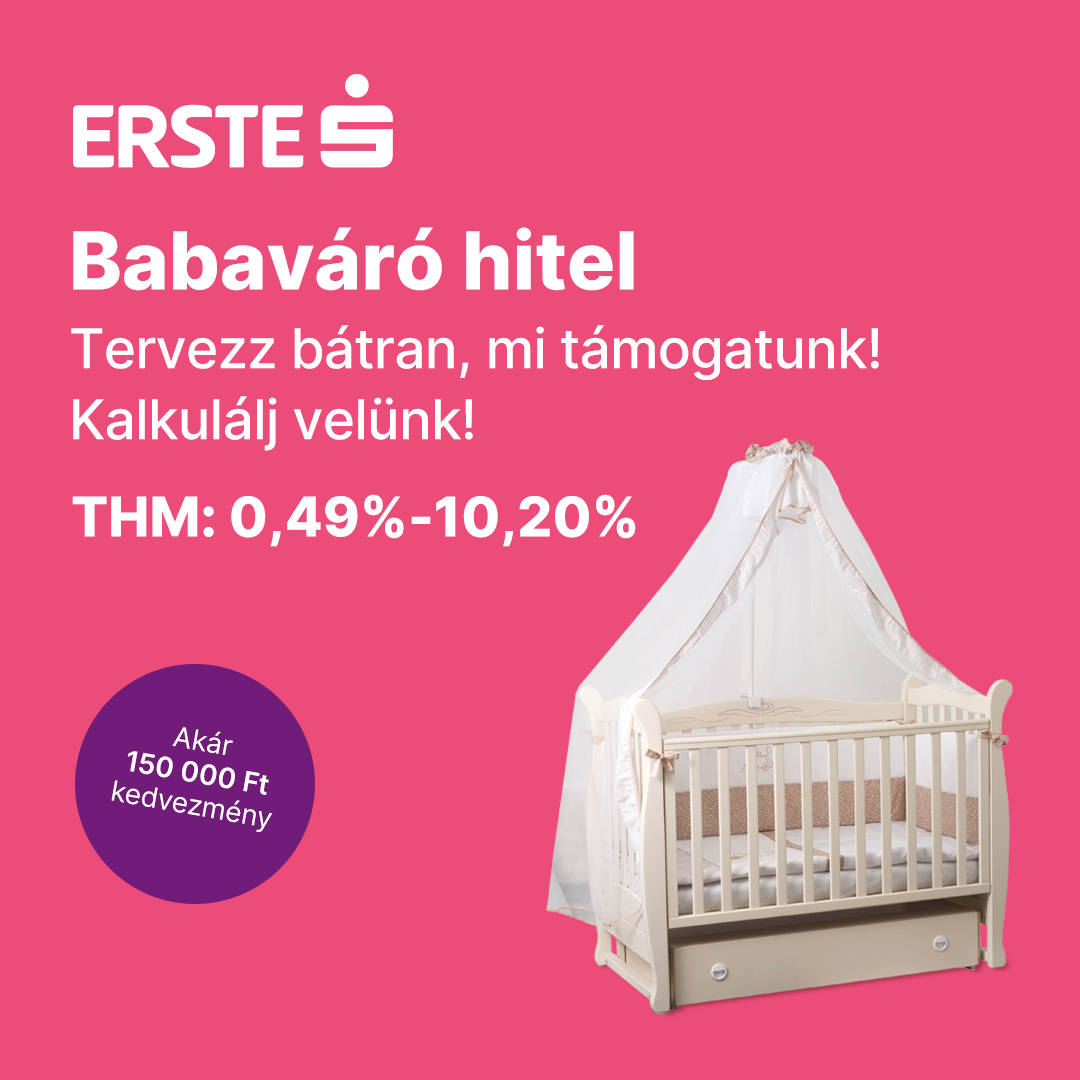 ERSTE
Babaváró hitel
Tervezz bátran, mi támogatunk!
Kalkulálj velünk!
THM: 0,49%-10,20%
Akár
150 000 Ft
kedvezmény